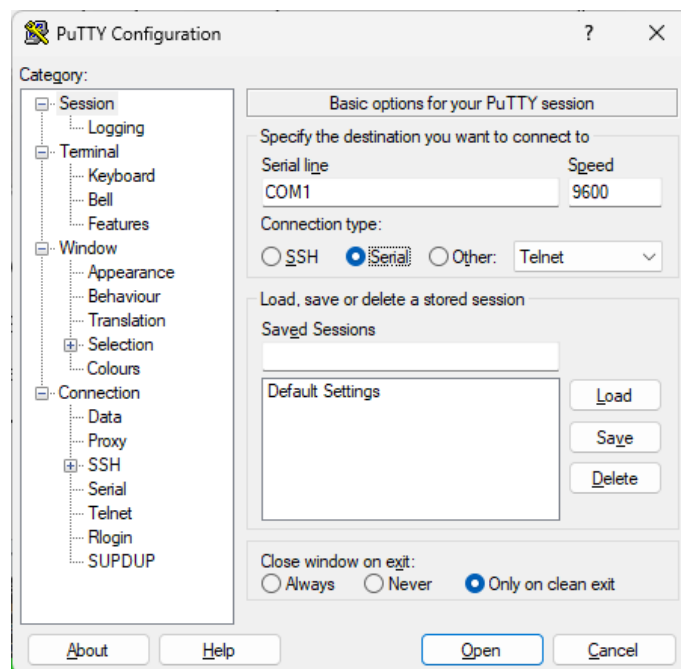 PuTTY Configuration
?
Category:
Session
Logging
Terminal
Keyboard
Bell
Features
Window
Appearance
Behaviour
Translation
Selection
Colours
Connection
Data
Proxy
SSH
Serial
Telnet
Rlogin
SUPDUP
Basic options for your PuTTY session
Specify the destination you want to connect to
Serial line Speed
COM1 9600
Connection type:
SSH Serial Other: Telnet
Load, save or delete a stored session
Saved Sessions
Default Settings
Load
Save
Delete
Close window on exit:
Always Never Only on clean exit
About Help Open Cancel